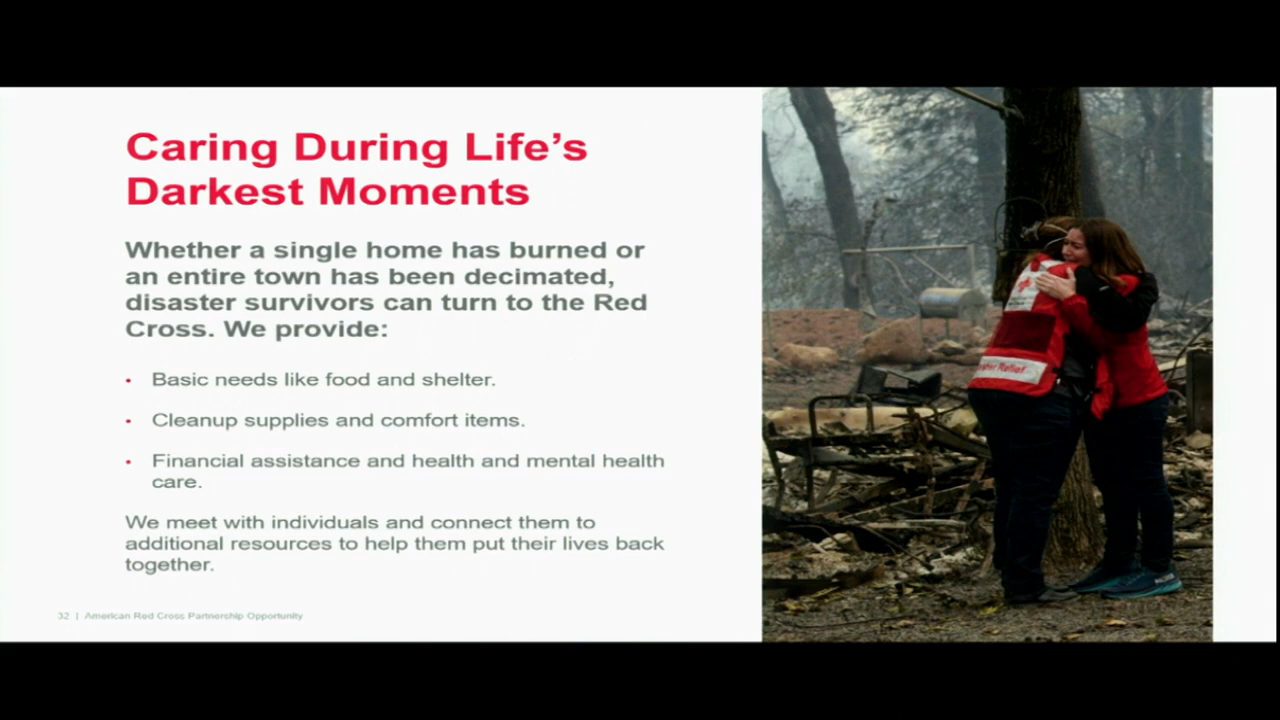 Caring During Life's
Darkest Moments
Whether a single home has burned or
an entire town has been decimated,
disaster survivors can turn to the Red
Cross. We provide:
• Basic needs like food and shelter.
• Cleanup supplies and comfort items.
• Financial assistance and health and mental health
care.
We meet with individuals and connect them to
additional resources to help them put their lives back
together.
32 | American Red Cross Partnership Opportunity
Relief